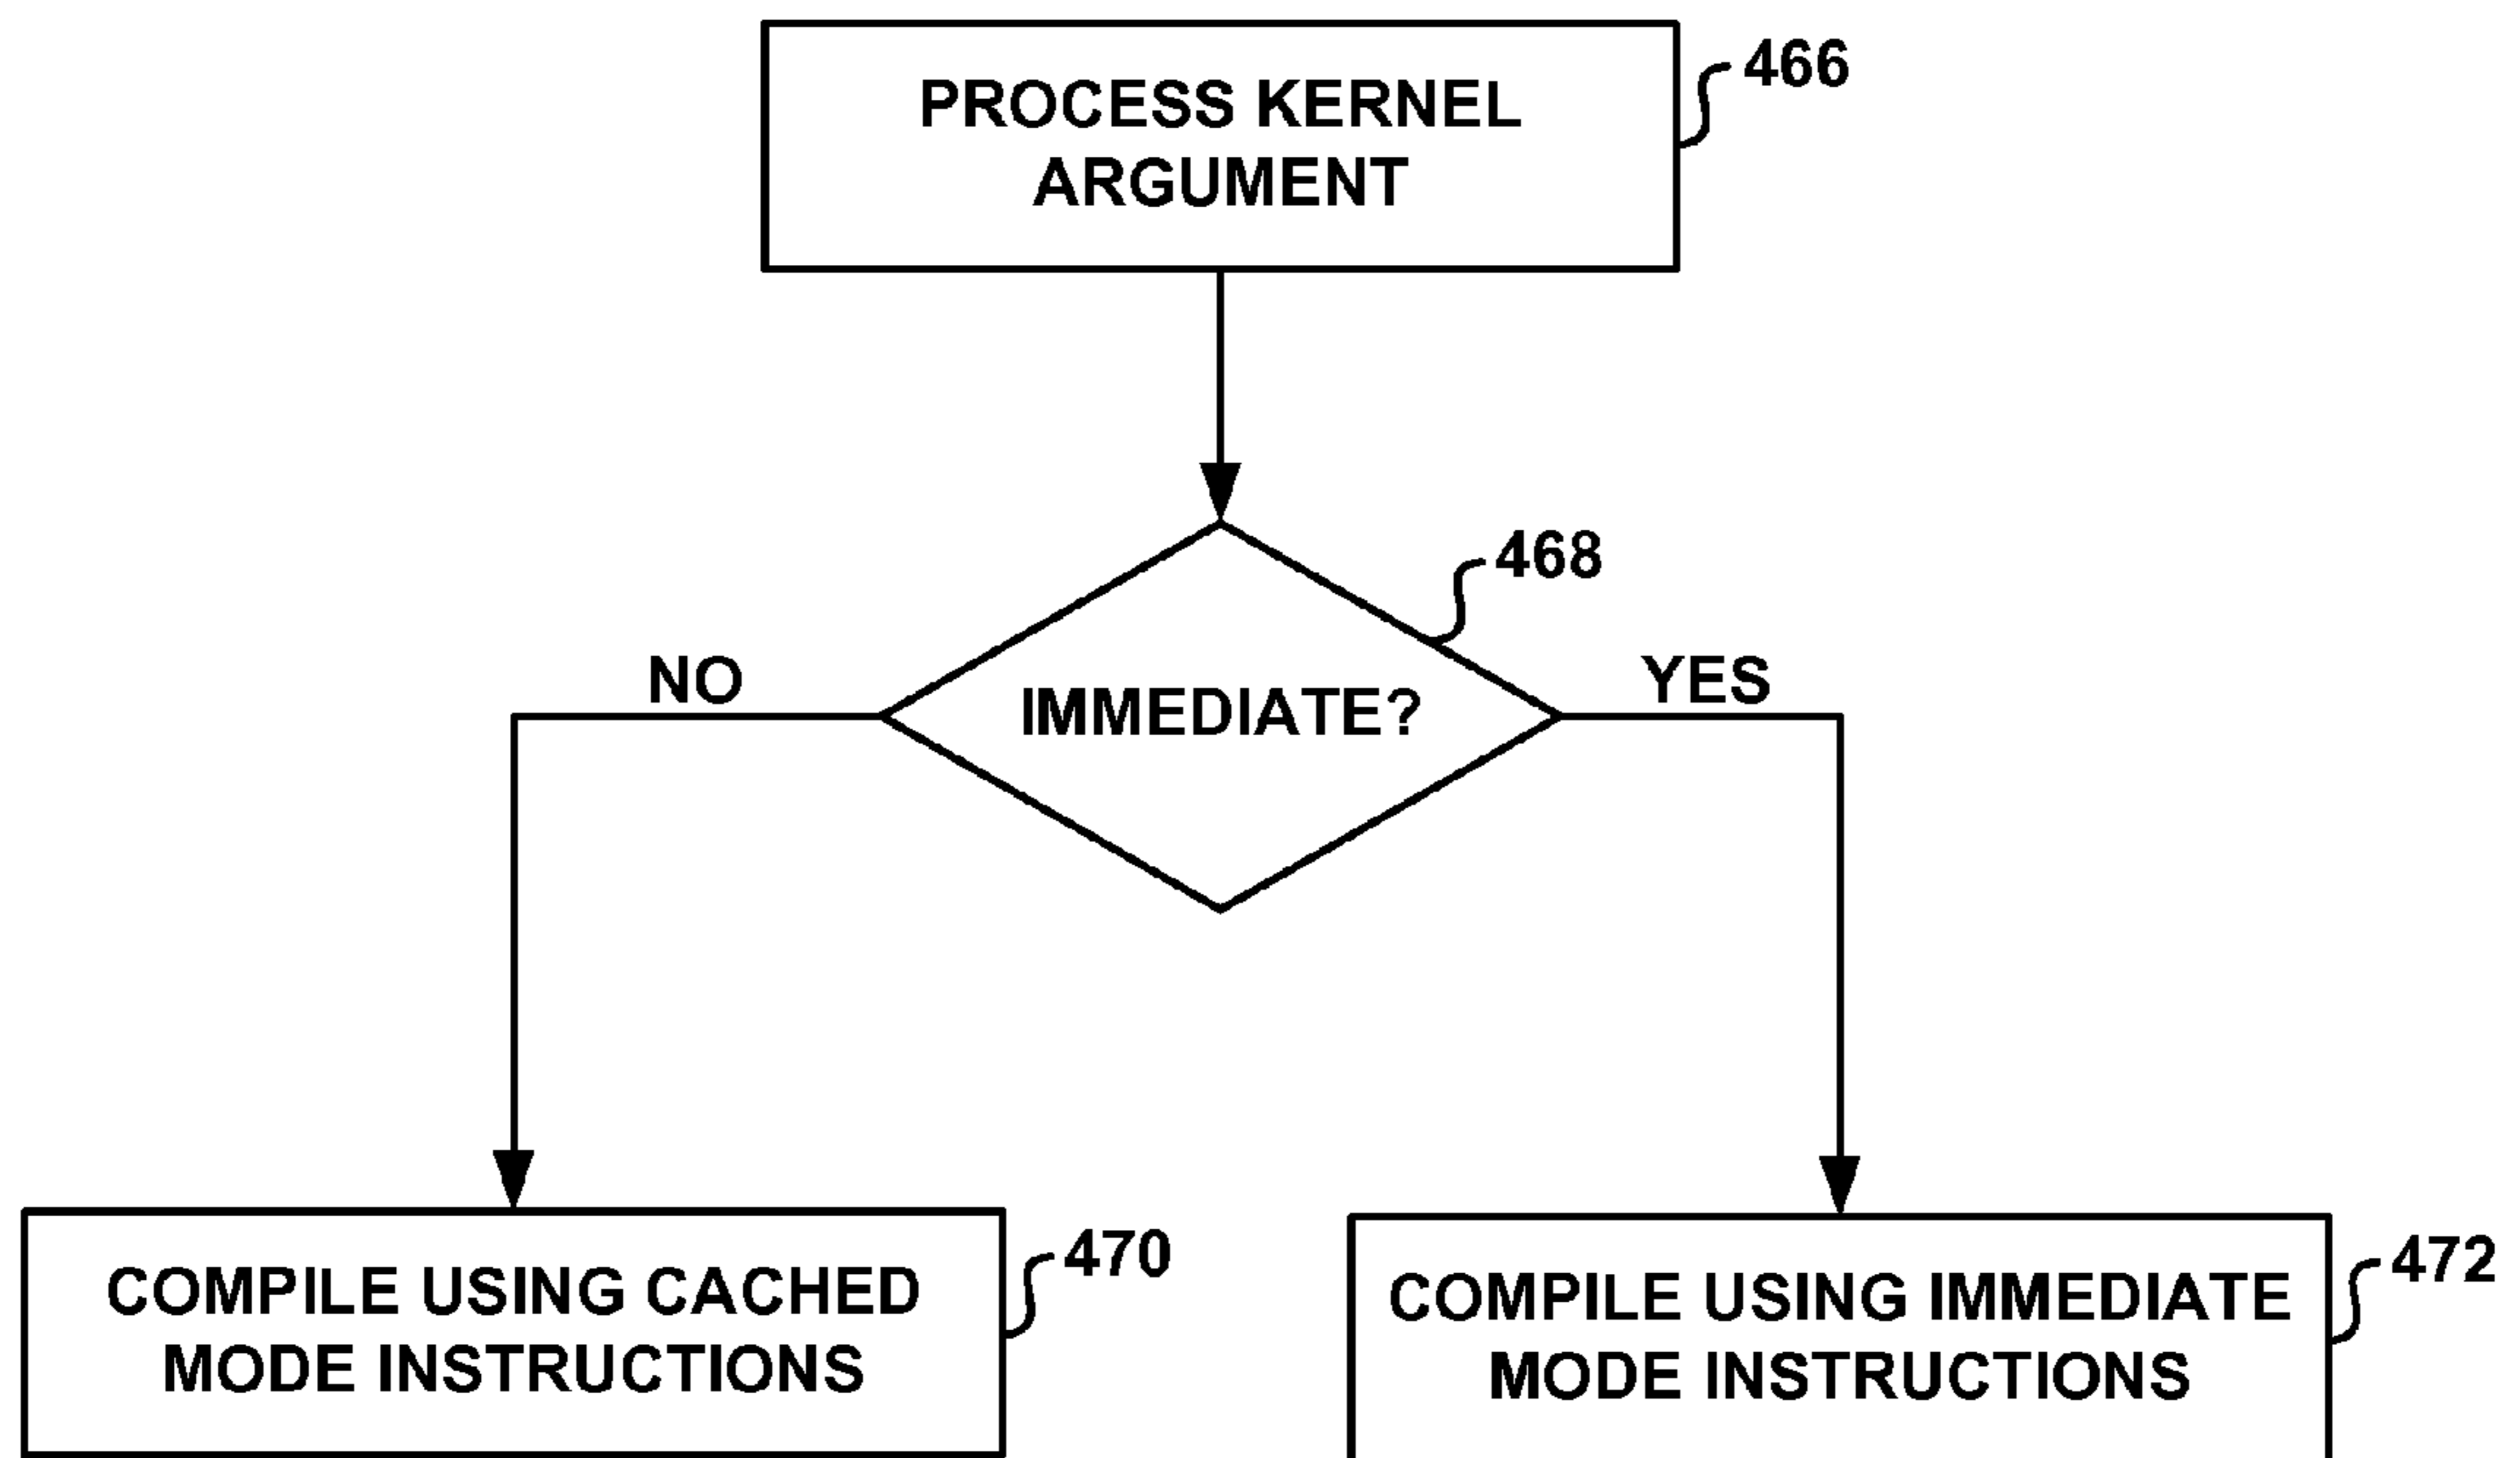 PROCESS KERNEL
ARGUMENT
466
468
NO
IMMEDIATE?
YES
COMPILE USING CACHED
MODE INSTRUCTIONS
470
COMPILE USING IMMEDIATE
MODE INSTRUCTIONS
472